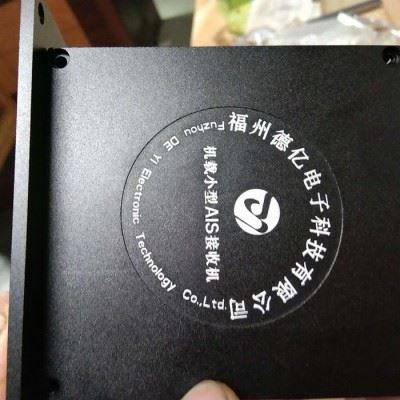 福州德亿电子科技有限公司
机载小型AIS接收机
Fuzhou DE YI Electronic Technology Co.,Ltd.